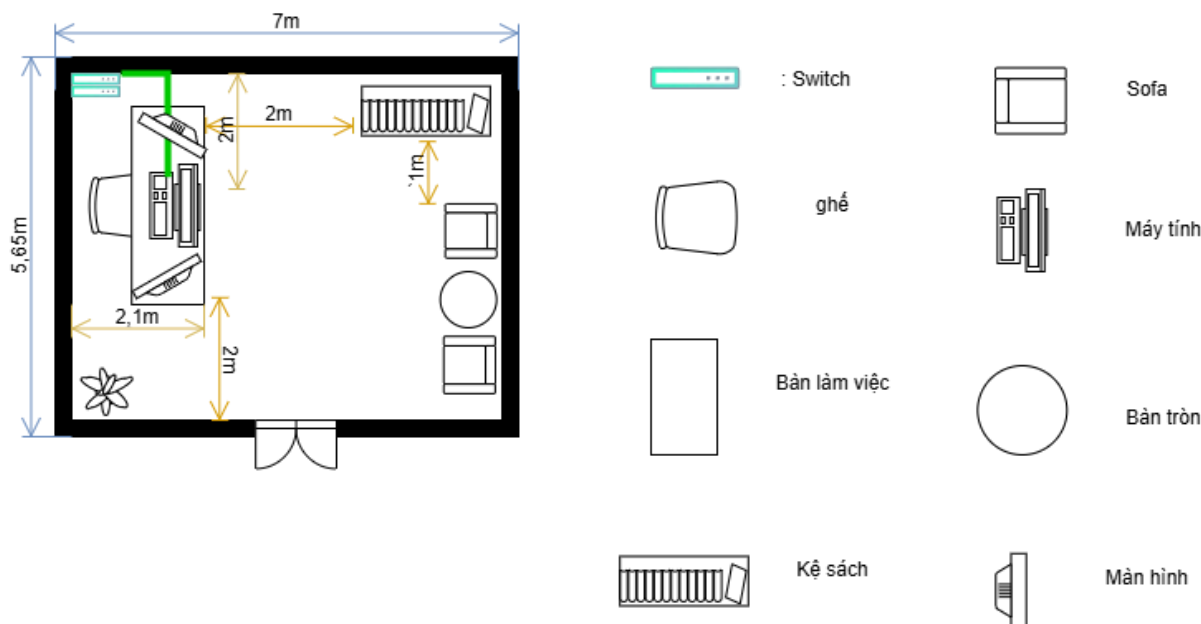 7m
: Switch
Sofa
2m
2m
`1m
ghế
Máy tính
5,65m
2,1m
2m
Bàn làm việc
Bàn tròn
Kệ sách
Màn hình